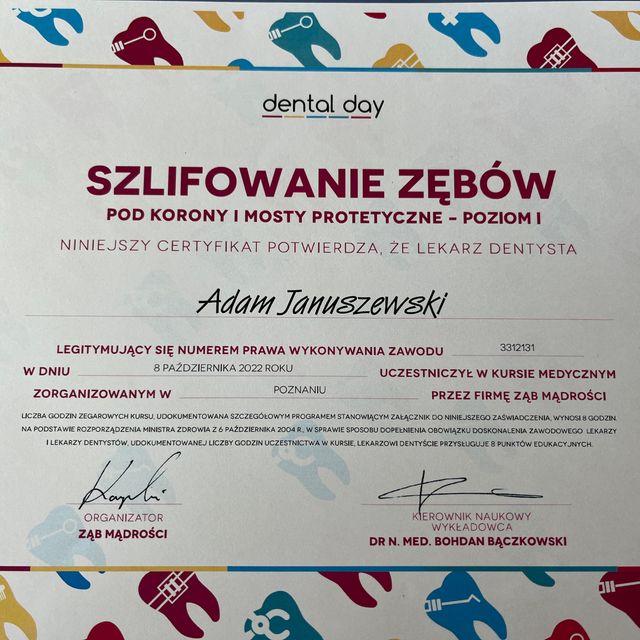 dental day
SZLIFOWANIE ZĘBÓW
POD KORONY I MOSTY PROTETYCZNE - POZIOM I
NINIEJSZY CERTYFIKAT POTWIERDZA, ŻE LEKARZ DENTYSTA
Adam Januszewski
LEGITYMUJĄCY SIĘ NUMEREM PRAWA WYKONYWANIA ZAWODU 3312131
W DNIU 8 PAŹDZIERNIKA 2022 ROKU UCZESTNICZYŁ W KURSIE MEDYCZNYM
ZORGANIZOWANYM W POZNANIU PRZEZ FIRMĘ ZĄB MĄDROŚCI
LICZBA GODZIN ZEGAROWYCH KURSU, UDOKUMENTOWANA SZCZEGÓŁOWYM PROGRAMEM STANOWIĄCYM ZAŁĄCZNIK DO NINIEJSZEGO ZAŚWIADCZENIA, WYNOSI 8 GODZIN.
NA PODSTAWIE ROZPORZĄDZENIA MINISTRA ZDROWIA Z 6 PAŹDZIERNIKA 2004 R., W SPRAWIE SPOSOBU DOPEŁNIENIA OBOWIĄZKU DOSKONALENIA ZAWODOWEGO LEKARZY
I LEKARZY DENTYSTÓW, UDOKUMENTOWANEJ LICZBY GODZIN UCZESTNICTWA W KURSIE, LEKARZOWI DENTYŚCIE PRZYSŁUGUJE 8 PUNKTÓW EDUKACYJNYCH.
ORGANIZATOR
ZĄB MĄDROŚCI
KIEROWNIK NAUKOWY
WYKŁADOWCA
DR N. MED. BOHDAN BĄCZKOWSKI